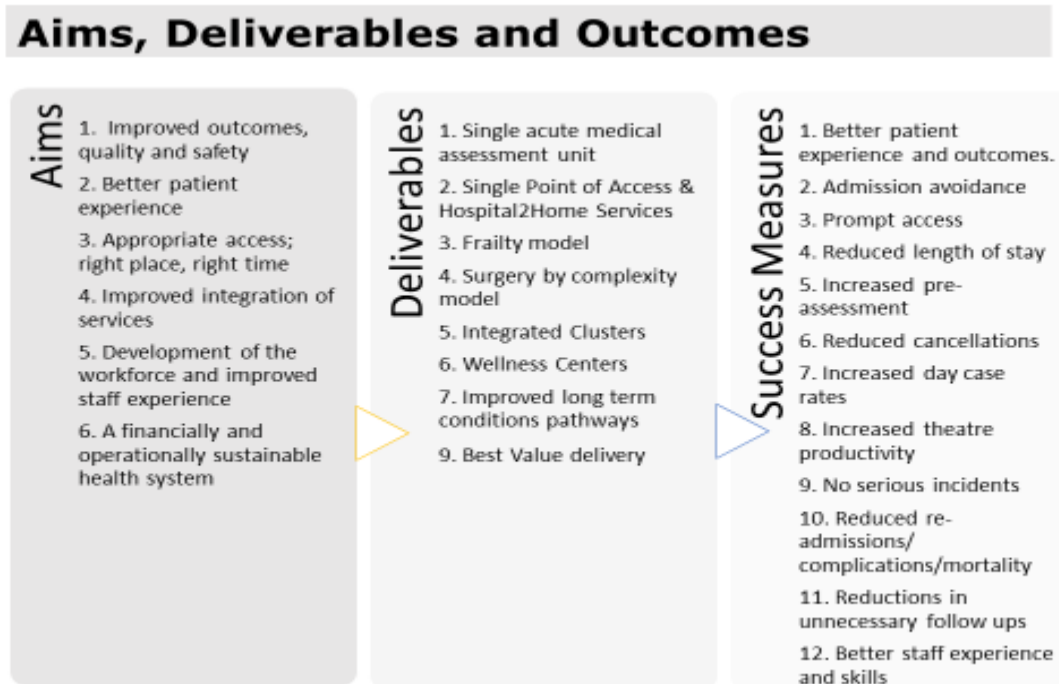 Aims, Deliverables and Outcomes
Aims
1. Improved outcomes,
quality and safety
2. Better patient
experience
3. Appropriate access;
right place, right time
4. Improved integration of
services
5. Development of the
workforce and improved
staff experience
6. A financially and
operationally sustainable
health system
Deliverables
1. Single acute medical
assessment unit
2. Single Point of Access &
Hospital2Home Services
3. Frailty model
4. Surgery by complexity
model
5. Integrated Clusters
6. Wellness Centers
7. Improved long term
conditions pathways
9. Best Value delivery
Success Measures
1. Better patient
experience and outcomes.
2. Admission avoidance
3. Prompt access
4. Reduced length of stay
5. Increased pre-
assessment
6. Reduced cancellations
7. Increased day case
rates
8. Increased theatre
productivity
9. No serious incidents
10. Reduced re-
admissions/
complications/mortality
11. Reductions in
unnecessary follow ups
12. Better staff experience
and skills